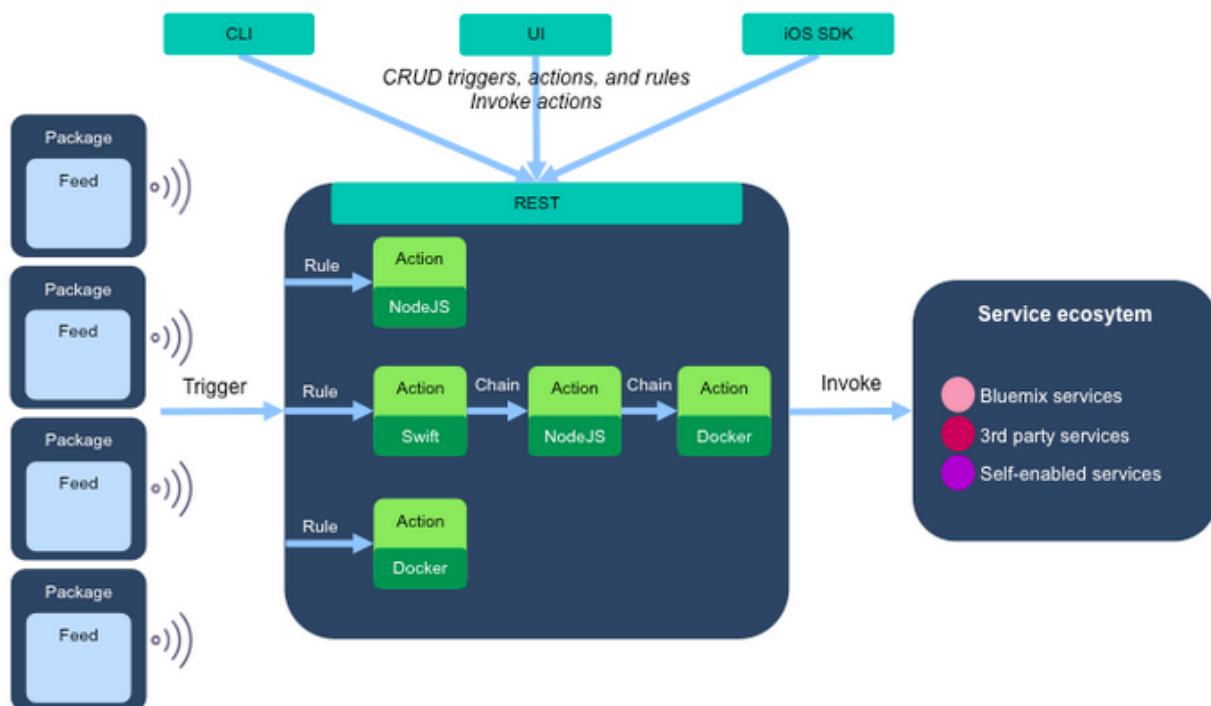 CLI
UI
iOS SDK
CRUD triggers, actions, and rules
Invoke actions
Package
Feed
Package
Feed
Package
Feed
Package
Feed
Trigger
REST
Rule
Action
NodeJS
Rule
Action
Swift
Chain
Action
NodeJS
Chain
Action
Docker
Rule
Action
Docker
Invoke
Service ecosytem
Bluemix services
3rd party services
Self-enabled services